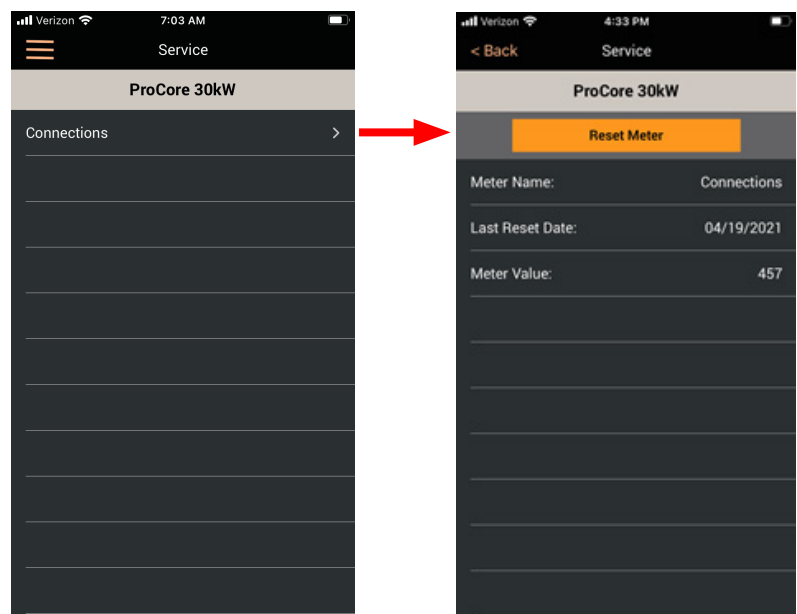 Verizon 7:03 AM
Service
ProCore 30kW
Connections >
Verizon 4:33 PM
< Back Service
ProCore 30kW
Reset Meter
Meter Name: Connections
Last Reset Date: 04/19/2021
Meter Value: 457